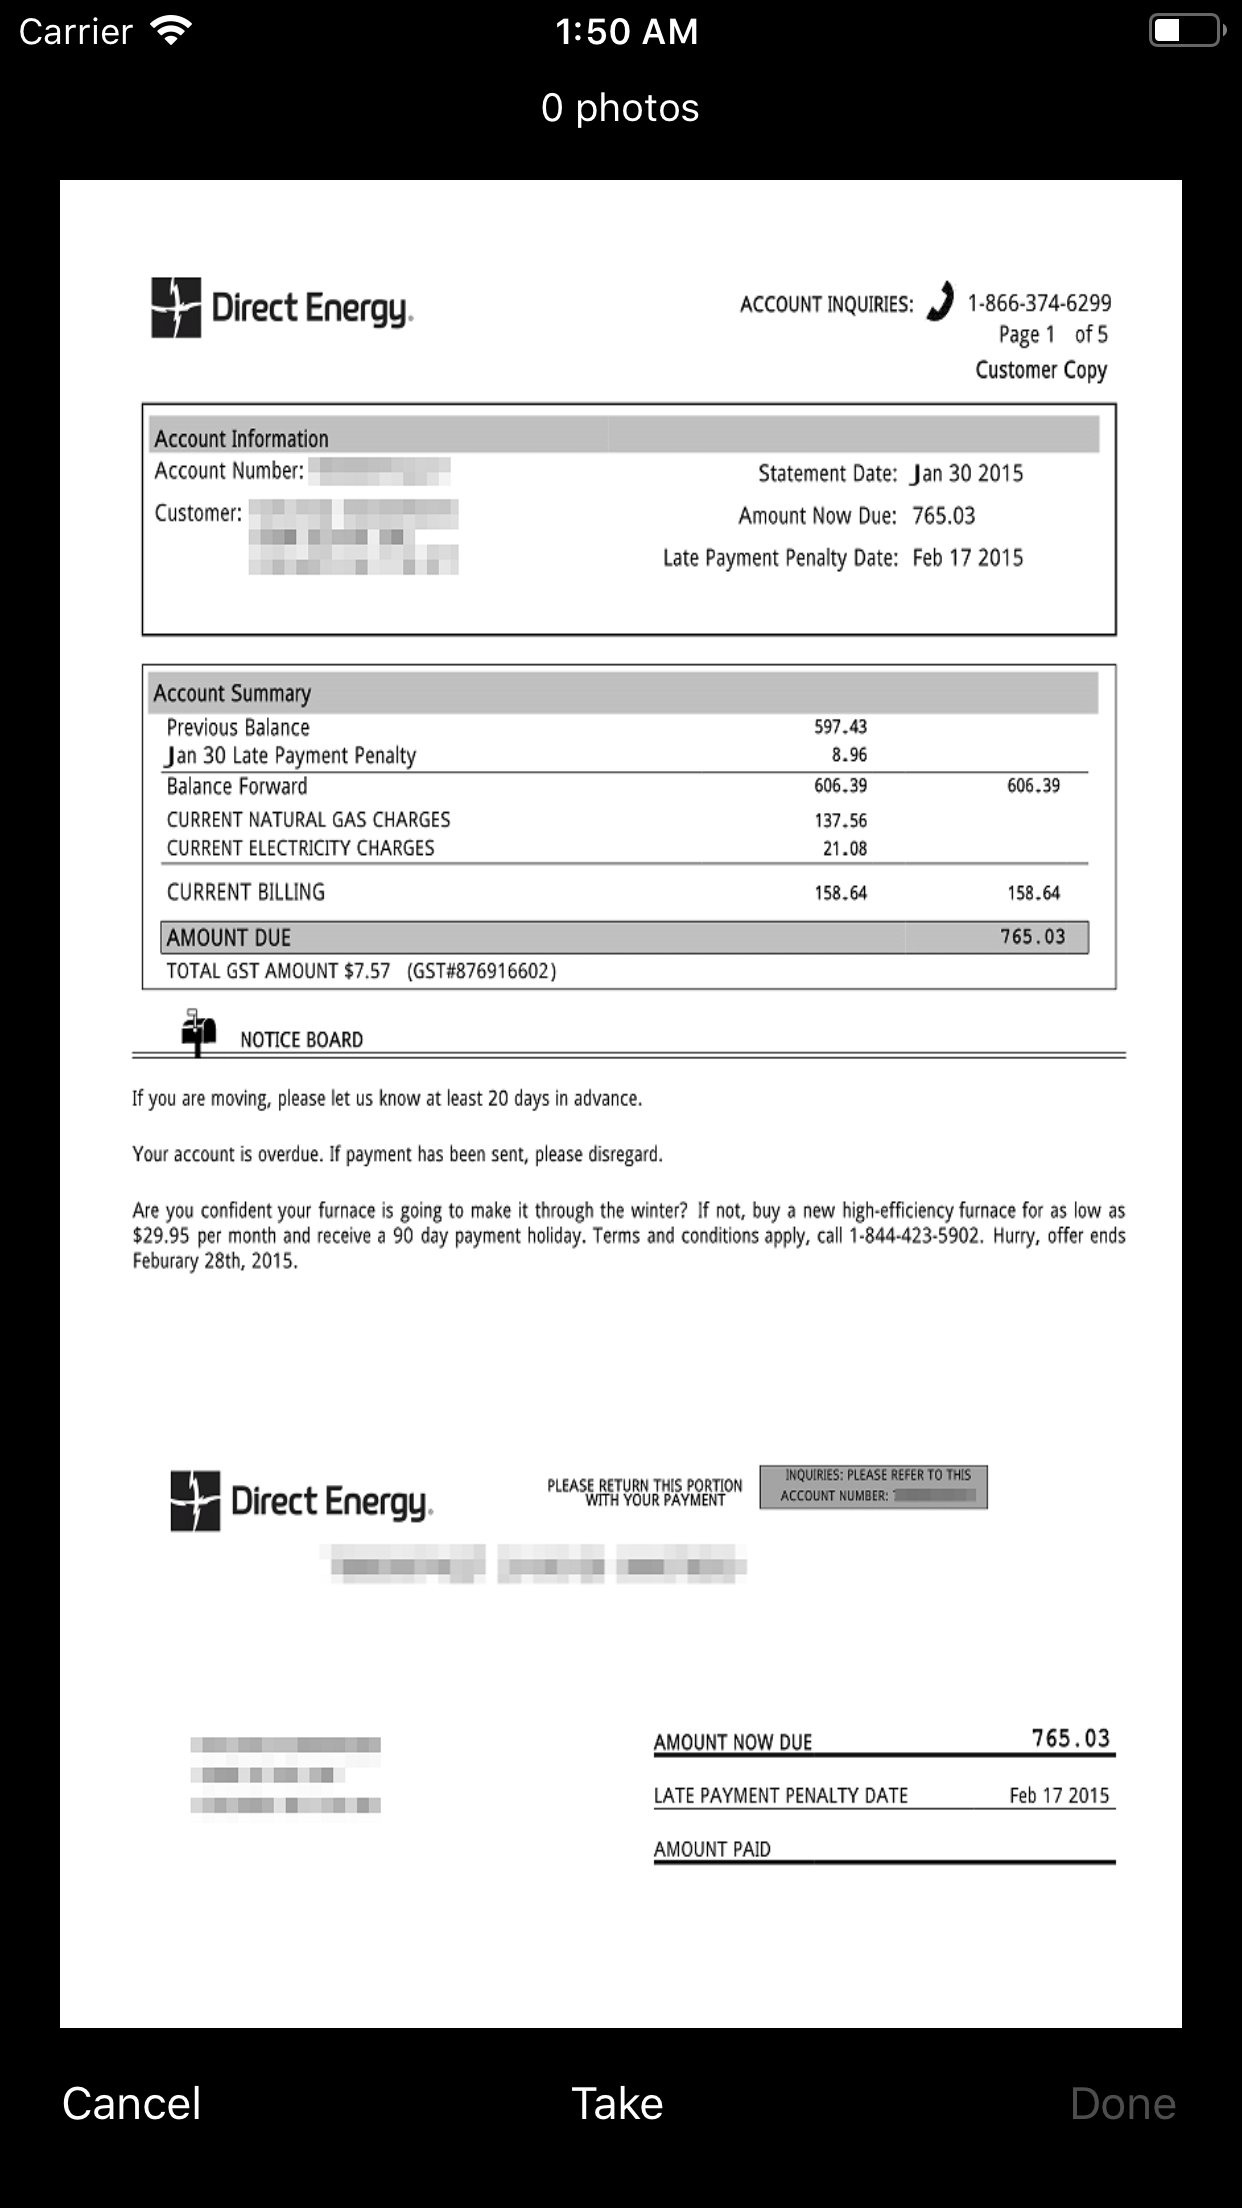 Carrier 1:50 AM
0 photos
Direct Energy.
ACCOUNT INQUIRIES: 1-866-374-6299
Page 1 of 5
Customer Copy
Account Information
Account Number:
Statement Date: Jan 30 2015
Customer:
Amount Now Due: 765.03
Late Payment Penalty Date: Feb 17 2015
Account Summary
Previous Balance 597.43
Jan 30 Late Payment Penalty 8.96
Balance Forward 606.39 606.39
CURRENT NATURAL GAS CHARGES 137.56
CURRENT ELECTRICITY CHARGES 21.08
CURRENT BILLING 158.64 158.64
AMOUNT DUE 765.03
TOTAL GST AMOUNT $7.57 (GST#876916602)
NOTICE BOARD
If you are moving, please let us know at least 20 days in advance.
Your account is overdue. If payment has been sent, please disregard.
Are you confident your furnace is going to make it through the winter? If not, buy a new high-efficiency furnace for as low as
$29.95 per month and receive a 90 day payment holiday. Terms and conditions apply, call 1-844-423-5902. Hurry, offer ends
Feburary 28th, 2015.
Direct Energy.
PLEASE RETURN THIS PORTION
WITH YOUR PAYMENT
INQUIRIES: PLEASE REFER TO THIS
ACCOUNT NUMBER:
AMOUNT NOW DUE 765.03
LATE PAYMENT PENALTY DATE Feb 17 2015
AMOUNT PAID
Cancel Take Done